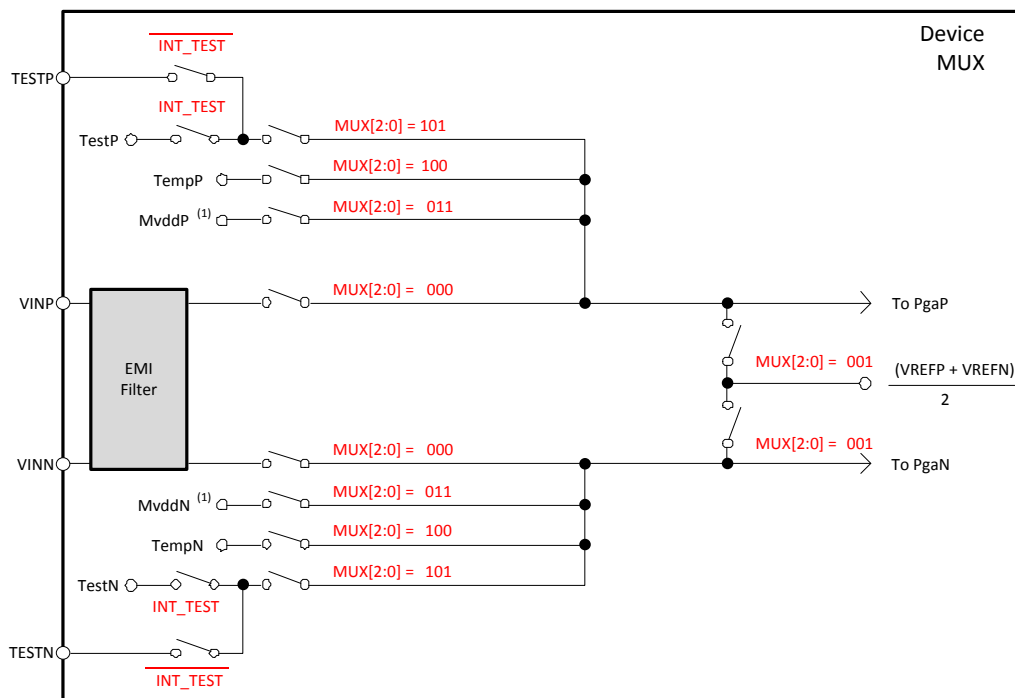 Device
MUX
INT_TEST
TESTP
INT_TEST
TestP
MUX[2:0] = 101
TempP
MUX[2:0] = 100
MvddP (1)
MUX[2:0] = 011
VINP
MUX[2:0] = 000
To PgaP
EMI
Filter
MUX[2:0] = 001
(VREFP + VREFN)
2
MUX[2:0] = 001
VINN
MUX[2:0] = 000
To PgaN
MvddN (1)
MUX[2:0] = 011
TempN
MUX[2:0] = 100
TestN
MUX[2:0] = 101
INT_TEST
TESTN
INT_TEST